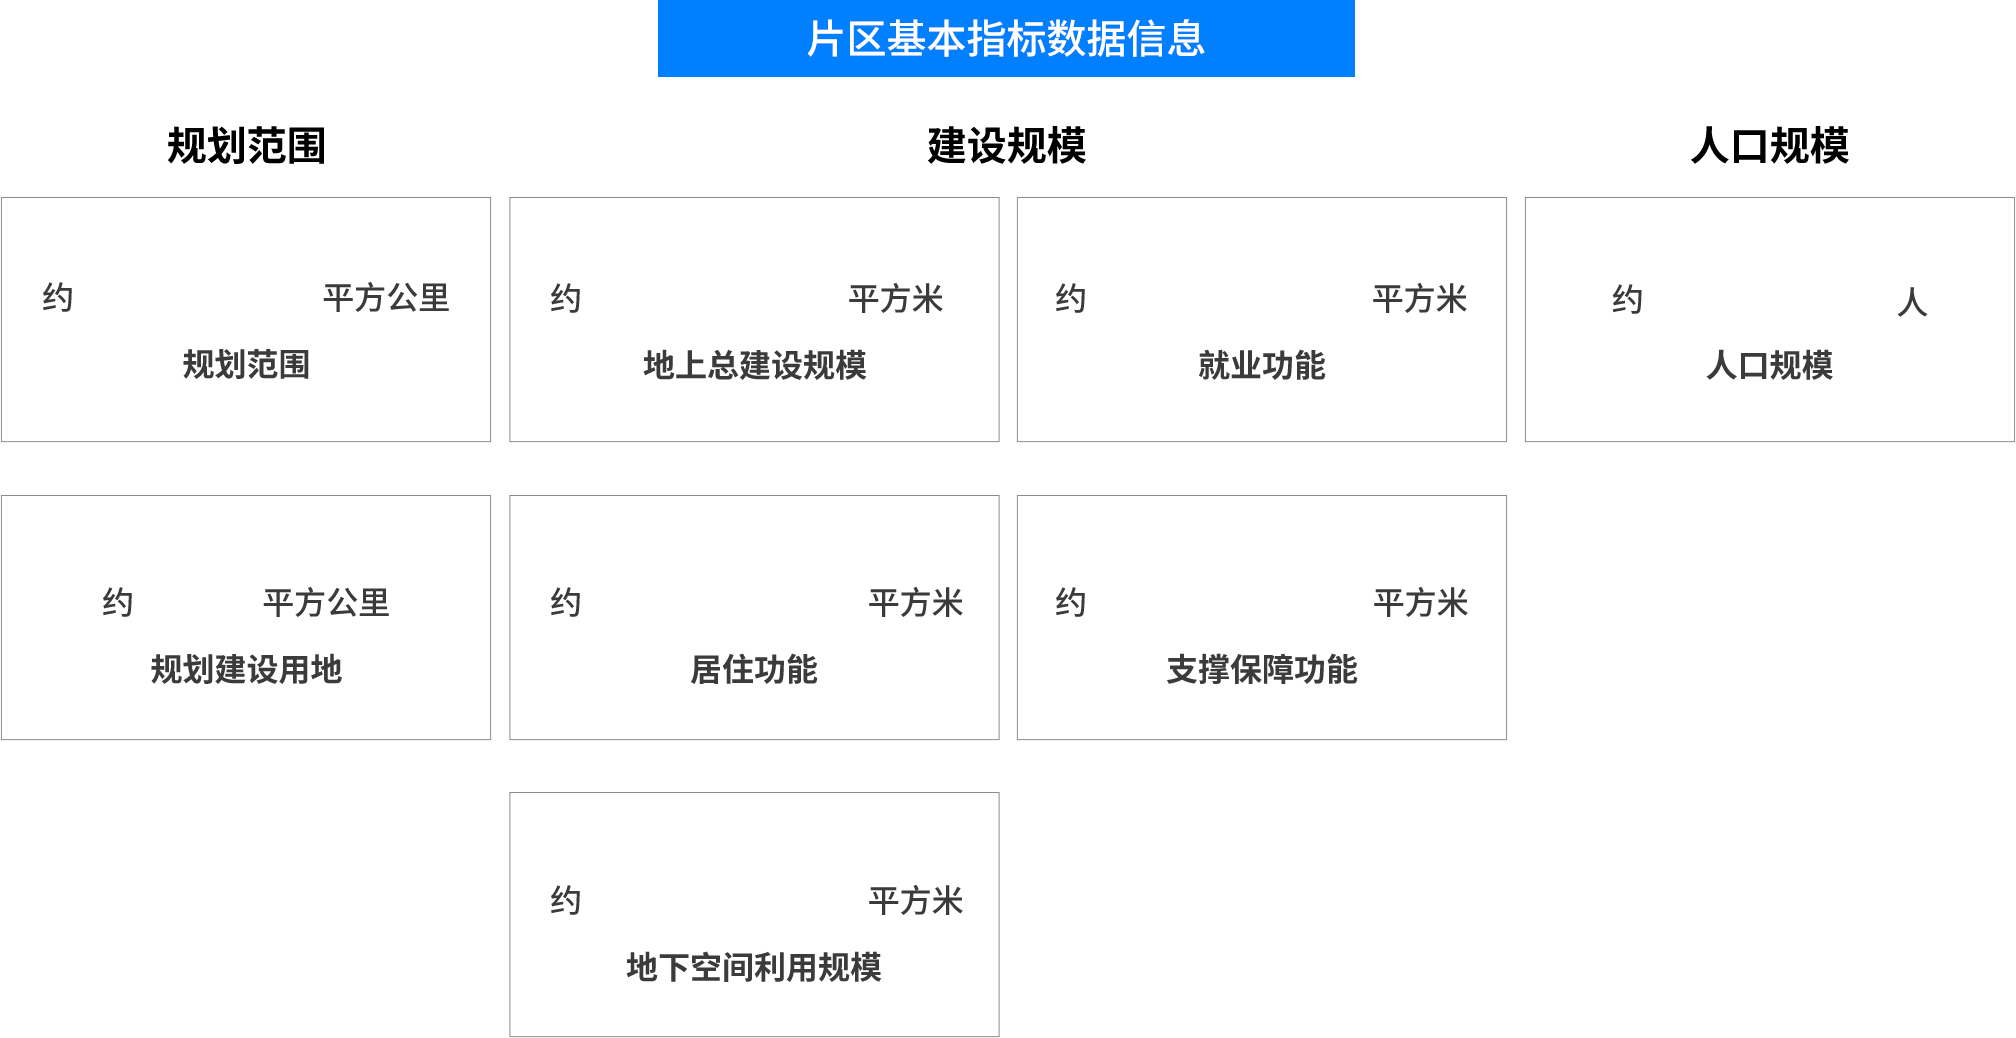 片区基本指标数据信息
规划范围
建设规模
人口规模
约 平方公里
规划范围
约 平方米
地上总建设规模
约 平方米
就业功能
约 人
人口规模
约 平方公里
规划建设用地
约 平方米
居住功能
约 平方米
支撑保障功能
约 平方米
地下空间利用规模